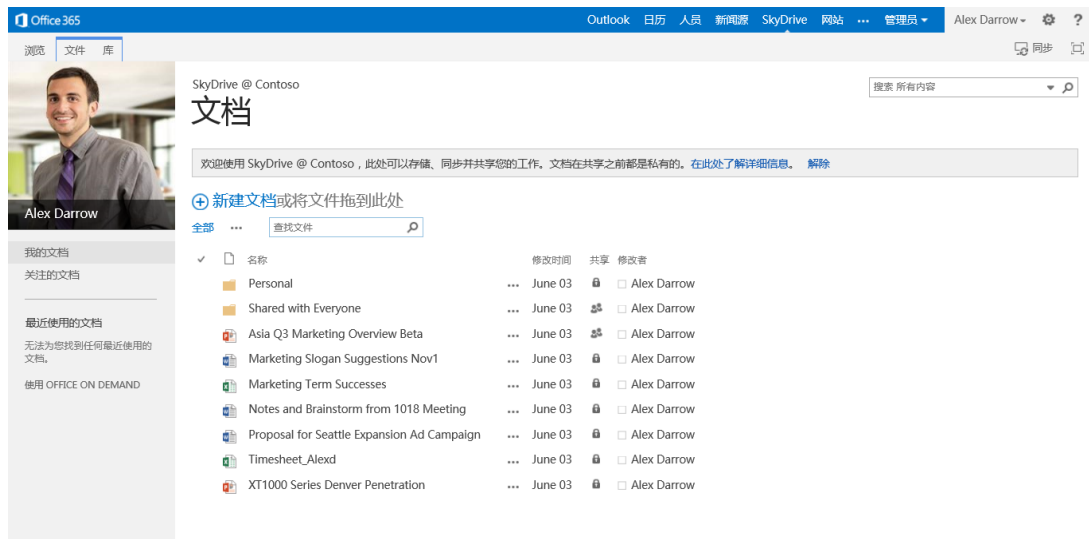 Office 365 Outlook 日历 人员 新闻源 SkyDrive 网站 ... 管理员 Alex Darrow ?
浏览 文件 库 同步
SkyDrive @ Contoso
文档
搜索 所有内容
欢迎使用 SkyDrive @ Contoso，此处可以存储、同步并共享您的工作。文档在共享之前都是私有的。在此处了解详细信息。 解除
新建文档或将文件拖到此处
Alex Darrow
全部 ... 查找文件
我的文档
关注的文档
最近使用的文档
无法为您找到任何最近使用的
文档。
使用 OFFICE ON DEMAND
名称 修改时间 共享 修改者
Personal ... June 03 Alex Darrow
Shared with Everyone ... June 03 Alex Darrow
Asia Q3 Marketing Overview Beta ... June 03 Alex Darrow
Marketing Slogan Suggestions Nov1 ... June 03 Alex Darrow
Marketing Term Successes ... June 03 Alex Darrow
Notes and Brainstorm from 1018 Meeting ... June 03 Alex Darrow
Proposal for Seattle Expansion Ad Campaign ... June 03 Alex Darrow
Timesheet_Alexd ... June 03 Alex Darrow
XT1000 Series Denver Penetration ... June 03 Alex Darrow